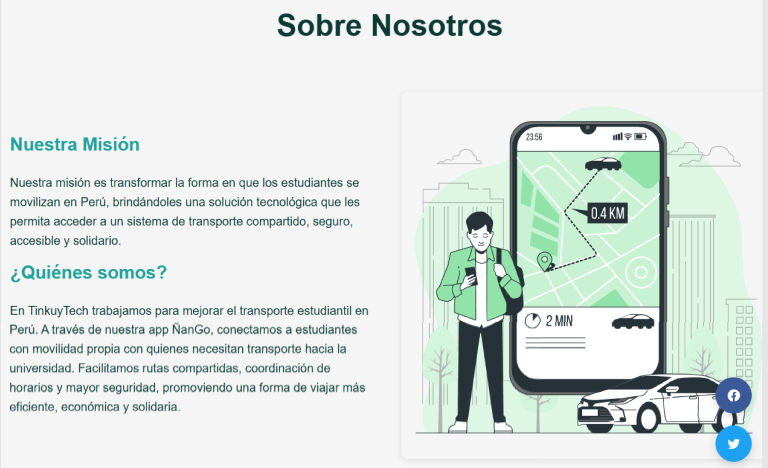 Sobre Nosotros
Nuestra Misión
Nuestra misión es transformar la forma en que los estudiantes se
movilizan en Perú, brindándoles una solución tecnológica que les
permita acceder a un sistema de transporte compartido, seguro,
accesible y solidario.
¿Quiénes somos?
En TinkuyTech trabajamos para mejorar el transporte estudiantil en
Perú. A través de nuestra app ÑanGo, conectamos a estudiantes
con movilidad propia con quienes necesitan transporte hacia la
universidad. Facilitamos rutas compartidas, coordinación de
horarios y mayor seguridad, promoviendo una forma de viajar más
eficiente, económica y solidaria.
23:56
0.4 KM
2 MIN